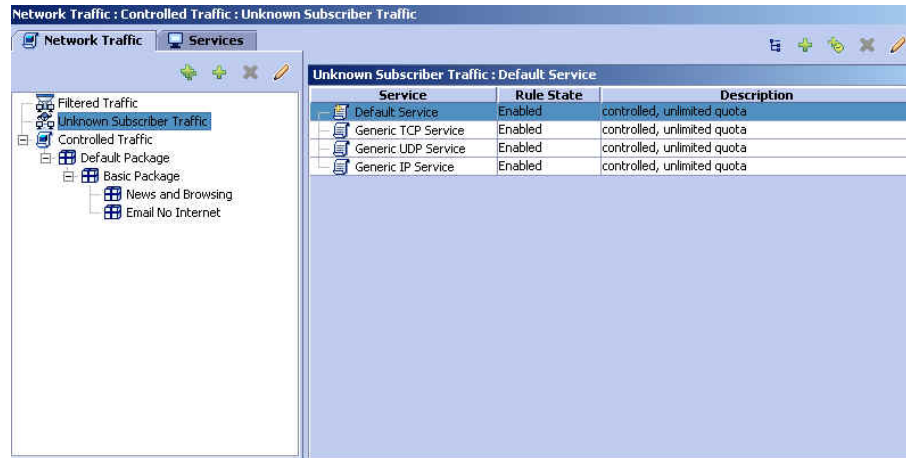 Network Traffic : Controlled Traffic : Unknown Subscriber Traffic
Network Traffic
Services
Filtered Traffic
Unknown Subscriber Traffic
Controlled Traffic
Default Package
Basic Package
News and Browsing
Email No Internet
Unknown Subscriber Traffic : Default Service
Service Rule State Description
Default Service Enabled controlled, unlimited quota
Generic TCP Service Enabled controlled, unlimited quota
Generic UDP Service Enabled controlled, unlimited quota
Generic IP Service Enabled controlled, unlimited quota